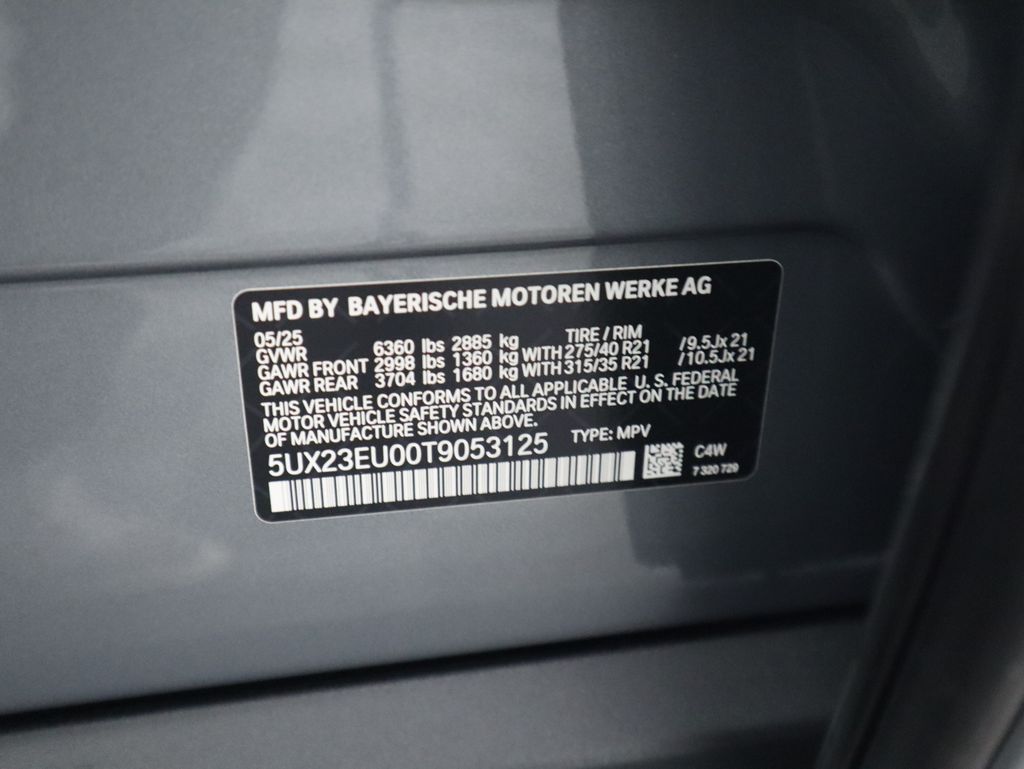 MFD BY BAYERISCHE MOTOREN WERKE AG
05/25 TIRE / RIM
GVWR 6360 lbs 2885 kg
GAWR FRONT 2998 lbs 1360 kg WITH 275/40 R21 /9.5Jx21
GAWR REAR 3704 lbs 1680 kg WITH 315/35 R21 /10.5Jx21
THIS VEHICLE CONFORMS TO ALL APPLICABLE U. S. FEDERAL
MOTOR VEHICLE SAFETY STANDARDS IN EFFECT ON THE DATE
OF MANUFACTURE SHOWN ABOVE.
5UX23EU00T9053125 TYPE: MPV
C4W
7 320 729